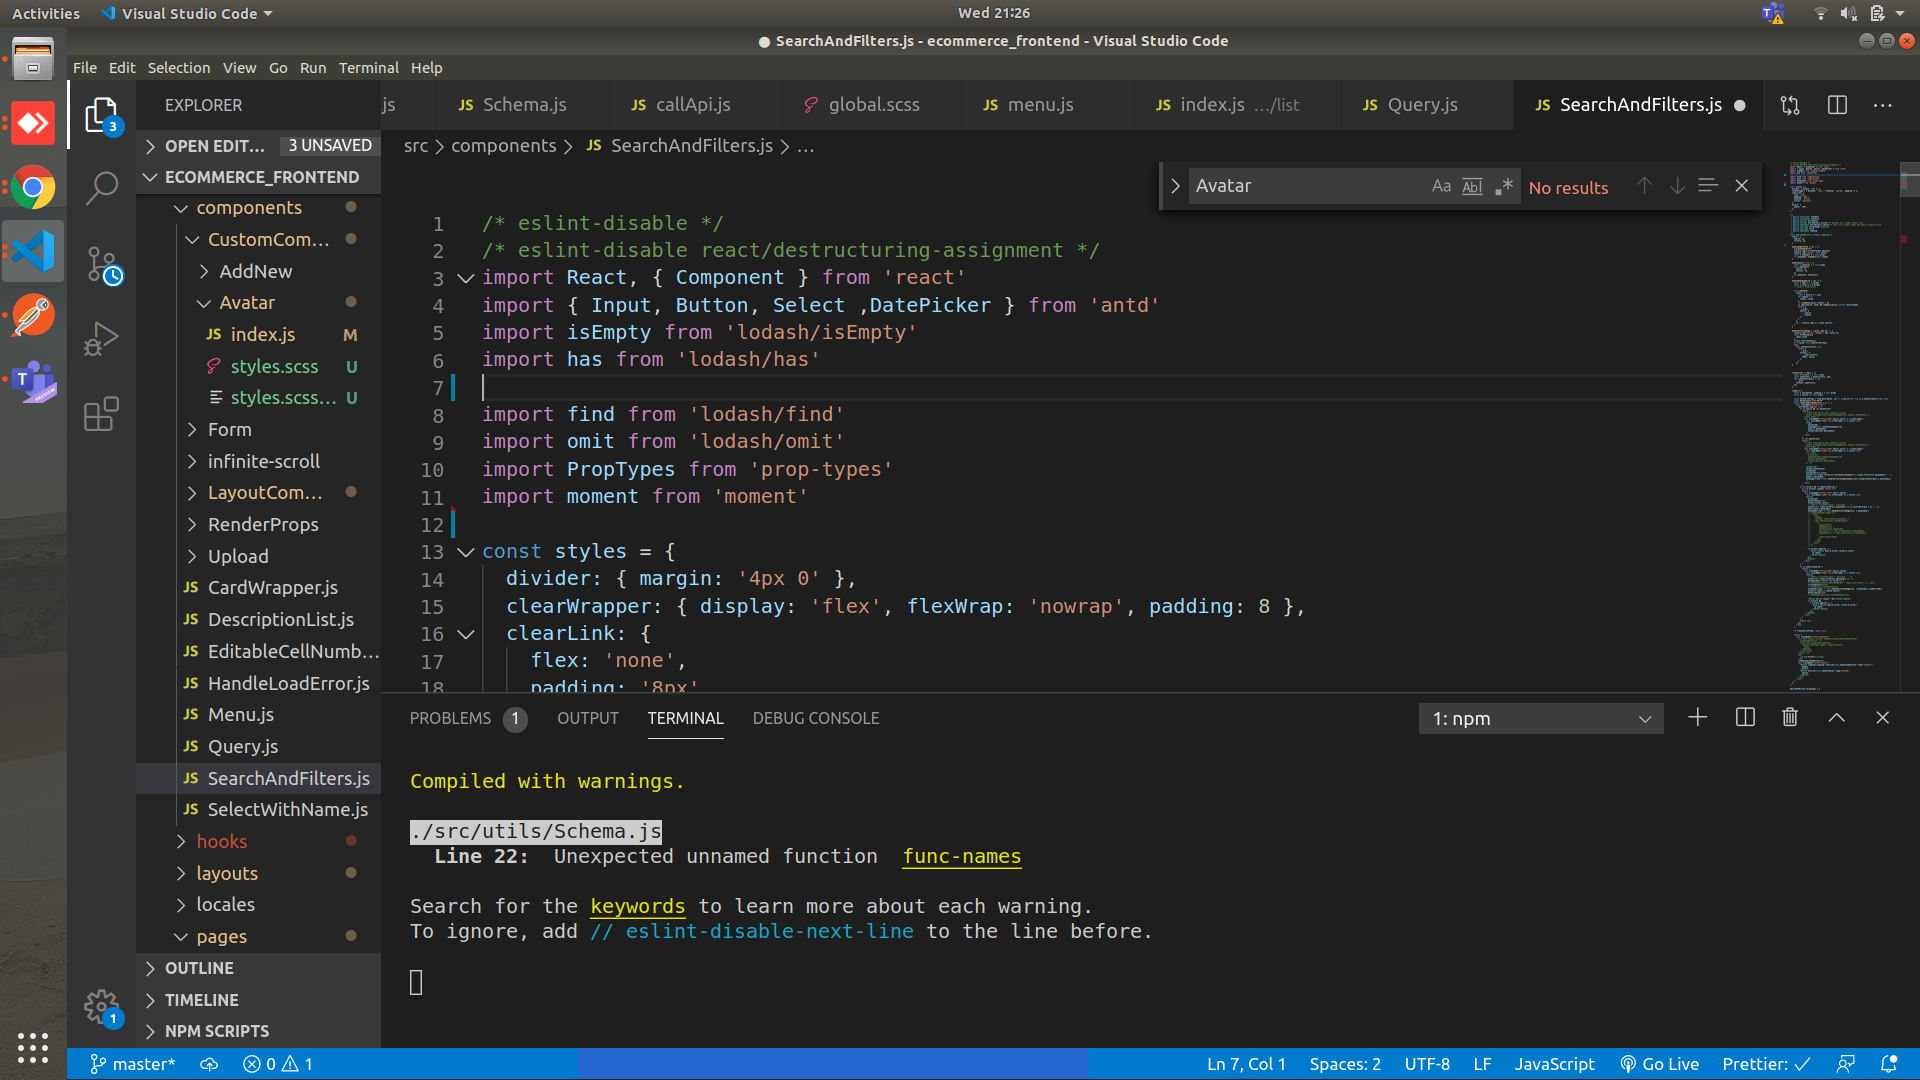 Activities Visual Studio Code Wed 21:26
● SearchAndFilters.js - ecommerce_frontend - Visual Studio Code
File Edit Selection View Go Run Terminal Help
EXPLORER
js Schema.js callApi.js global.scss menu.js index.js .../list Query.js SearchAndFilters.js
OPEN EDIT... 3 UNSAVED
src > components > JS SearchAndFilters.js > ...
ECOMMERCE_FRONTEND
Avatar Aa Abl .* No results
components
CustomCom...
AddNew
Avatar
JS index.js M
styles.scss U
styles.scss... U
Form
infinite-scroll
LayoutCom...
RenderProps
Upload
JS CardWrapper.js
JS DescriptionList.js
JS EditableCellNumb...
JS HandleLoadError.js
JS Menu.js
JS Query.js
JS SearchAndFilters.js
JS SelectWithName.js
hooks
layouts
locales
pages
OUTLINE
TIMELINE
NPM SCRIPTS
1 /* eslint-disable */
2 /* eslint-disable react/destructuring-assignment */
3 import React, { Component } from 'react'
4 import { Input, Button, Select ,DatePicker } from 'antd'
5 import isEmpty from 'lodash/isEmpty'
6 import has from 'lodash/has'
7
8 import find from 'lodash/find'
9 import omit from 'lodash/omit'
10 import PropTypes from 'prop-types'
11 import moment from 'moment'
12
13 const styles = {
14 divider: { margin: '4px 0' },
15 clearWrapper: { display: 'flex', flexWrap: 'nowrap', padding: 8 },
16 clearLink: {
17 flex: 'none',
18 padding: '8px'
PROBLEMS 1 OUTPUT TERMINAL DEBUG CONSOLE 1: npm
Compiled with warnings.
./src/utils/Schema.js
Line 22: Unexpected unnamed function func-names
Search for the keywords to learn more about each warning.
To ignore, add // eslint-disable-next-line to the line before.
master* 0 1 Ln 7, Col 1 Spaces: 2 UTF-8 LF JavaScript Go Live Prettier: ✓